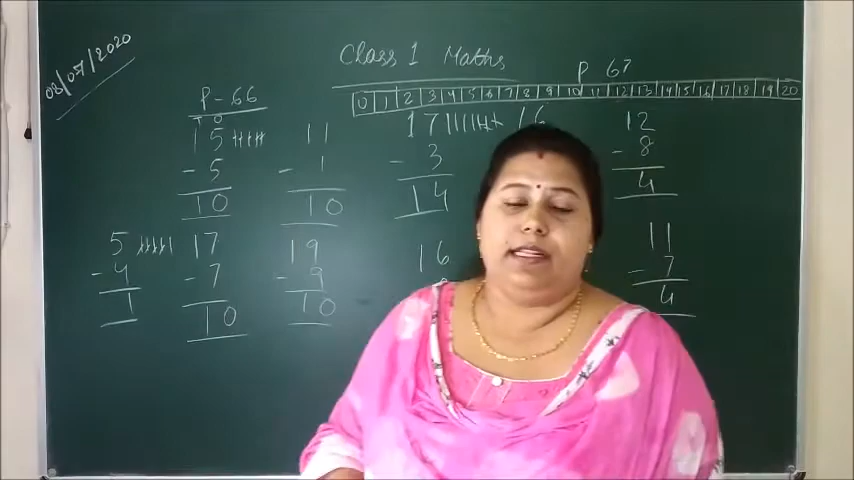 08/07/2020
Class 1 Maths
P 67
P-66
0 1 2 3 4 5 6 7 8 9 10 11 12 13 14 15 16 17 18 19 20
T O
15 11 17 16 12
- 5 - 1 - 3 - 8
10 10 14 4
5 17 19 16 11
- 4 - 7 - 9 - 7
1 10 10 4